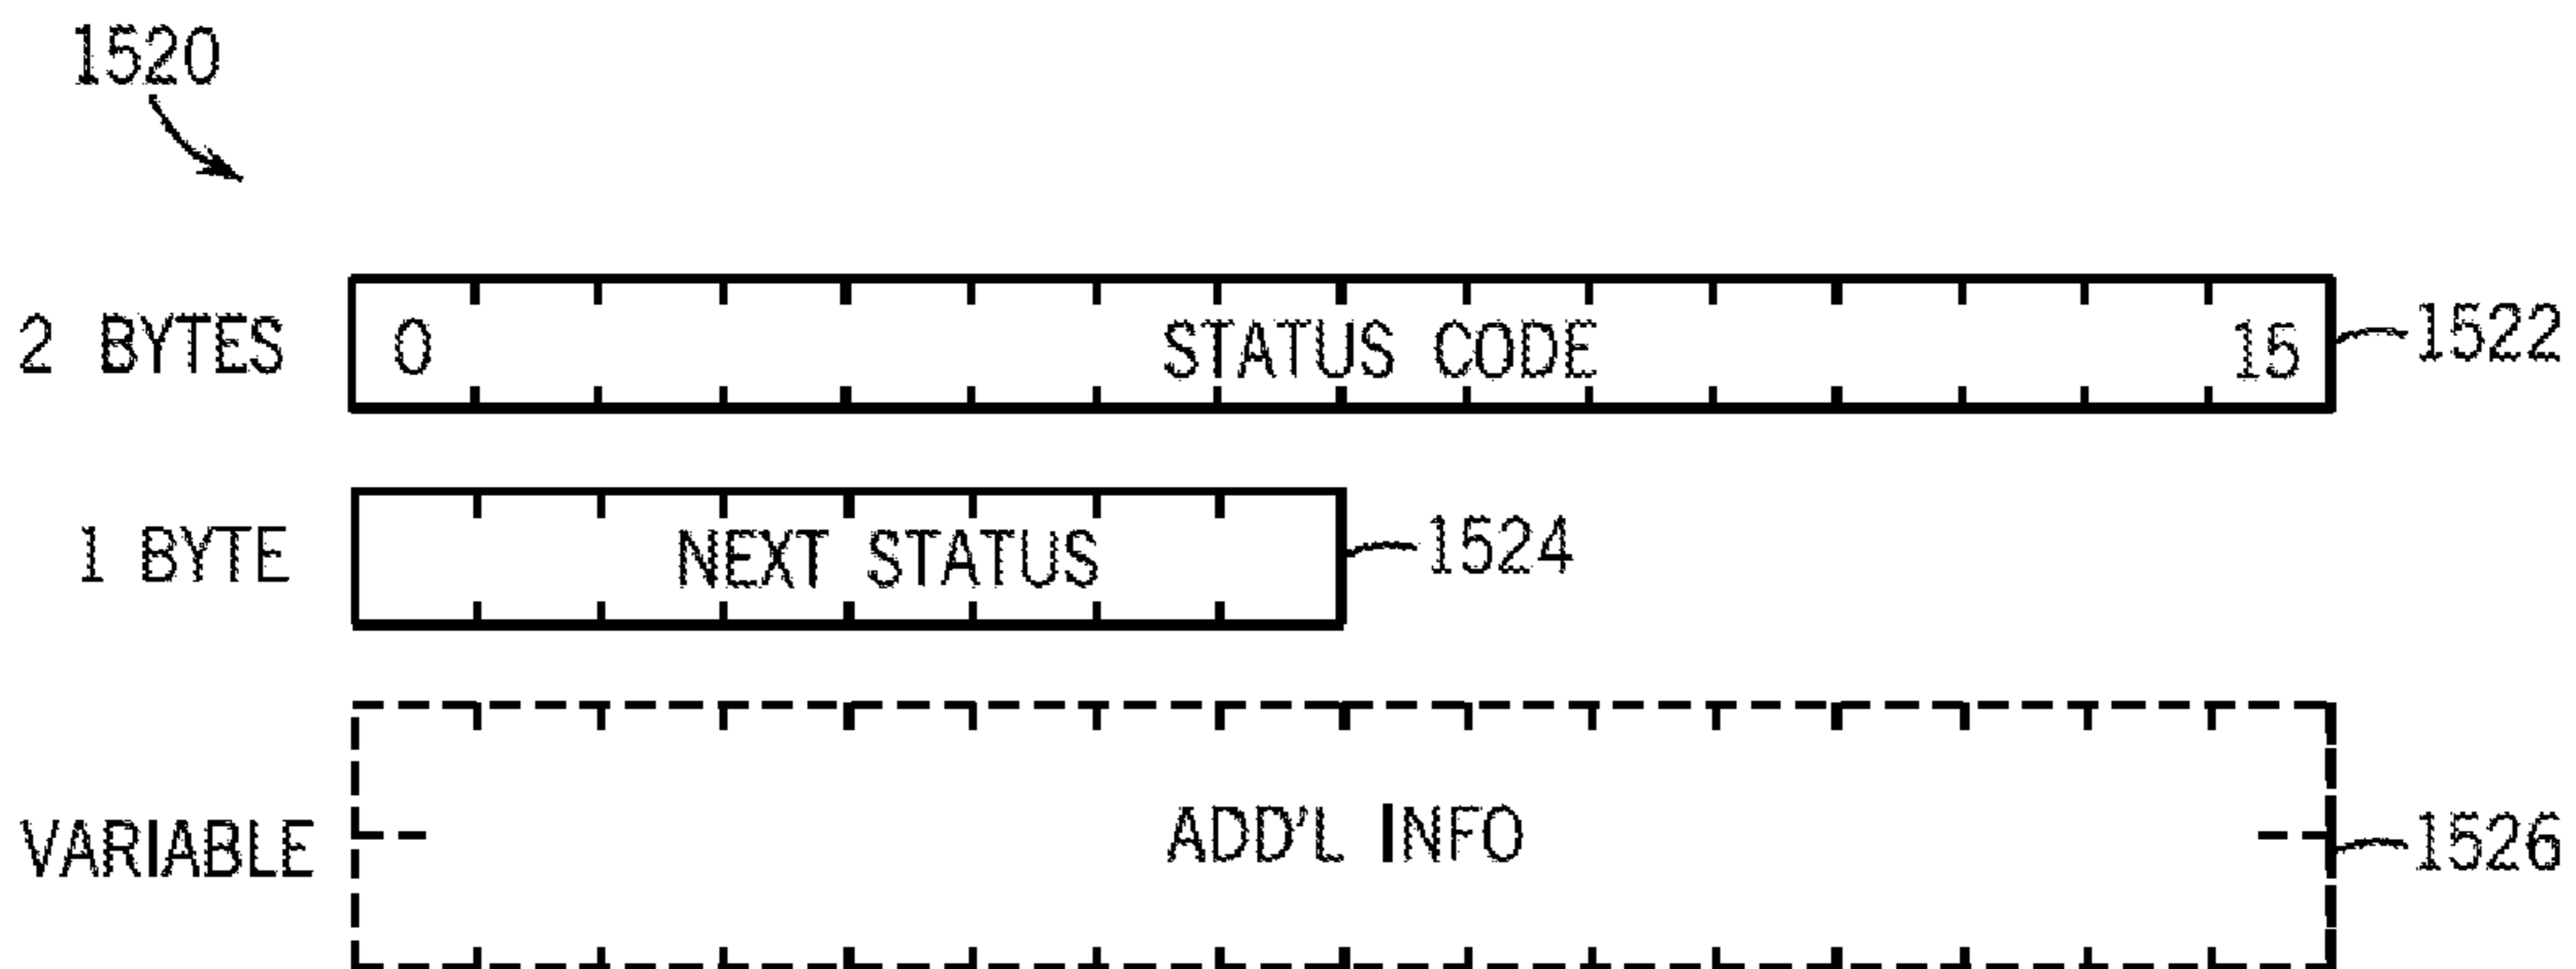 1520
2 BYTES 0 STATUS CODE 15 1522
1 BYTE NEXT STATUS 1524
VARIABLE ADD'L INFO 1526